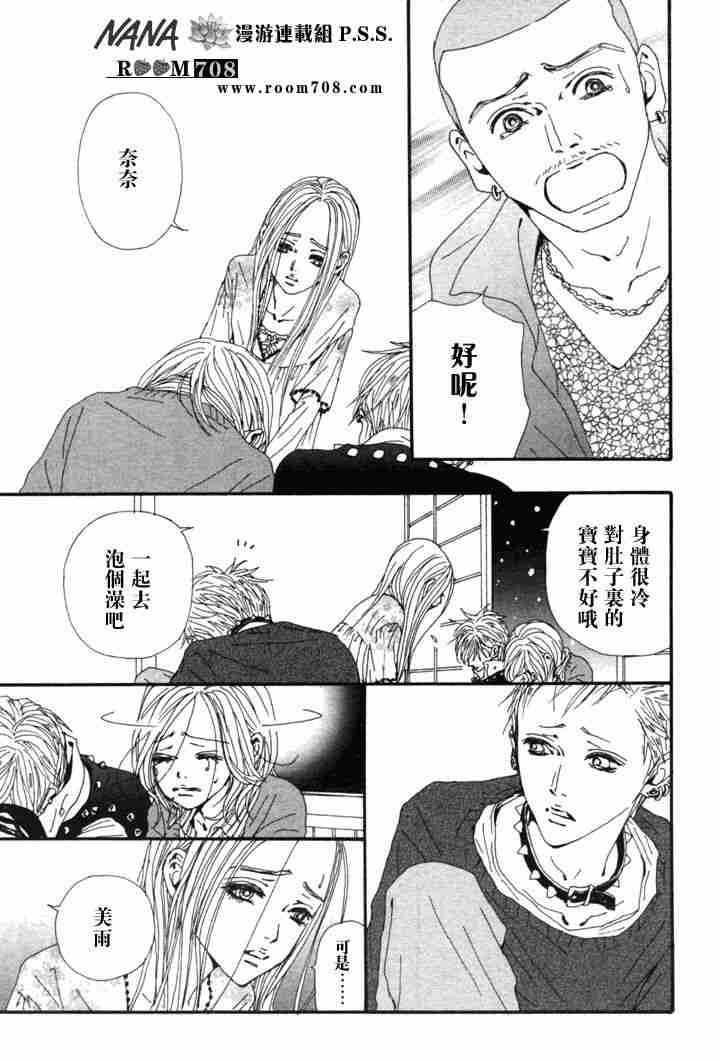 NANA 漫游連載組 P.S.S.
ROOM 708
www.room708.com
好呢！
奈奈
身體很冷
對肚子裏的
寶寶不好哦
一起去
泡個澡吧
可是……
美雨